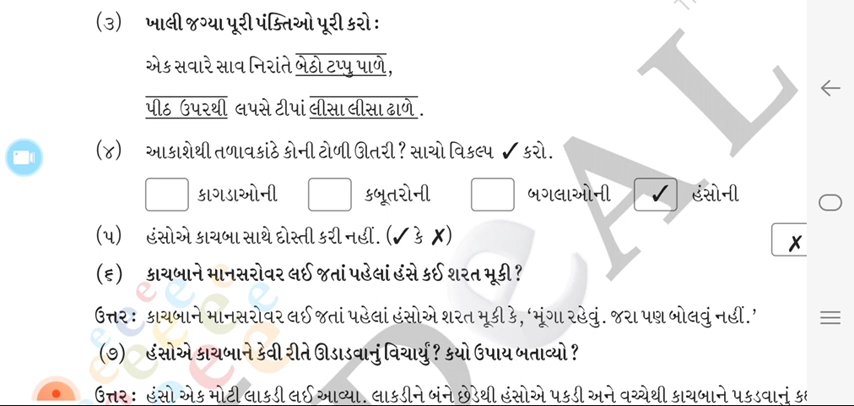 (૩) ખાલી જગ્યા પૂરી પંક્તિઓ પૂરી કરો :
એક સવારે સાવ નિરાંતે બેઠો ટપ્પુ પાળે,
પીઠ ઉપરથી લપસે ટીપાં લીસા લીસા ઢાળે.
(૪) આકાશેથી તળાવકાંઠે કોની ટોળી ઊતરી? સાચો વિકલ્પ ✓ કરો.
કાગડાઓની કબૂતરોની બગલાઓની ✓ હંસોની
(૫) હંસોએ કાચબા સાથે દોસ્તી કરી નહીં. (✓ કે ✗) ✗
(૬) કાચબાને માનસરોવર લઈ જતાં પહેલાં હંસે કઈ શરત મૂકી?
ઉત્તર : કાચબાને માનસરોવર લઈ જતાં પહેલાં હંસોએ શરત મૂકી કે, ‘મૂંગા રહેવું. જરા પણ બોલવું નહીં.’
(૭) હંસોએ કાચબાને કેવી રીતે ઊડાડવાનું વિચાર્યું? કયો ઉપાય બતાવ્યો?
ઉત્તર : હંસો એક મોટી લાકડી લઈ આવ્યા. લાકડીને બંને છેડેથી હંસોએ પકડી અને વચ્ચેથી કાચબાને પકડવાનું
DEAL